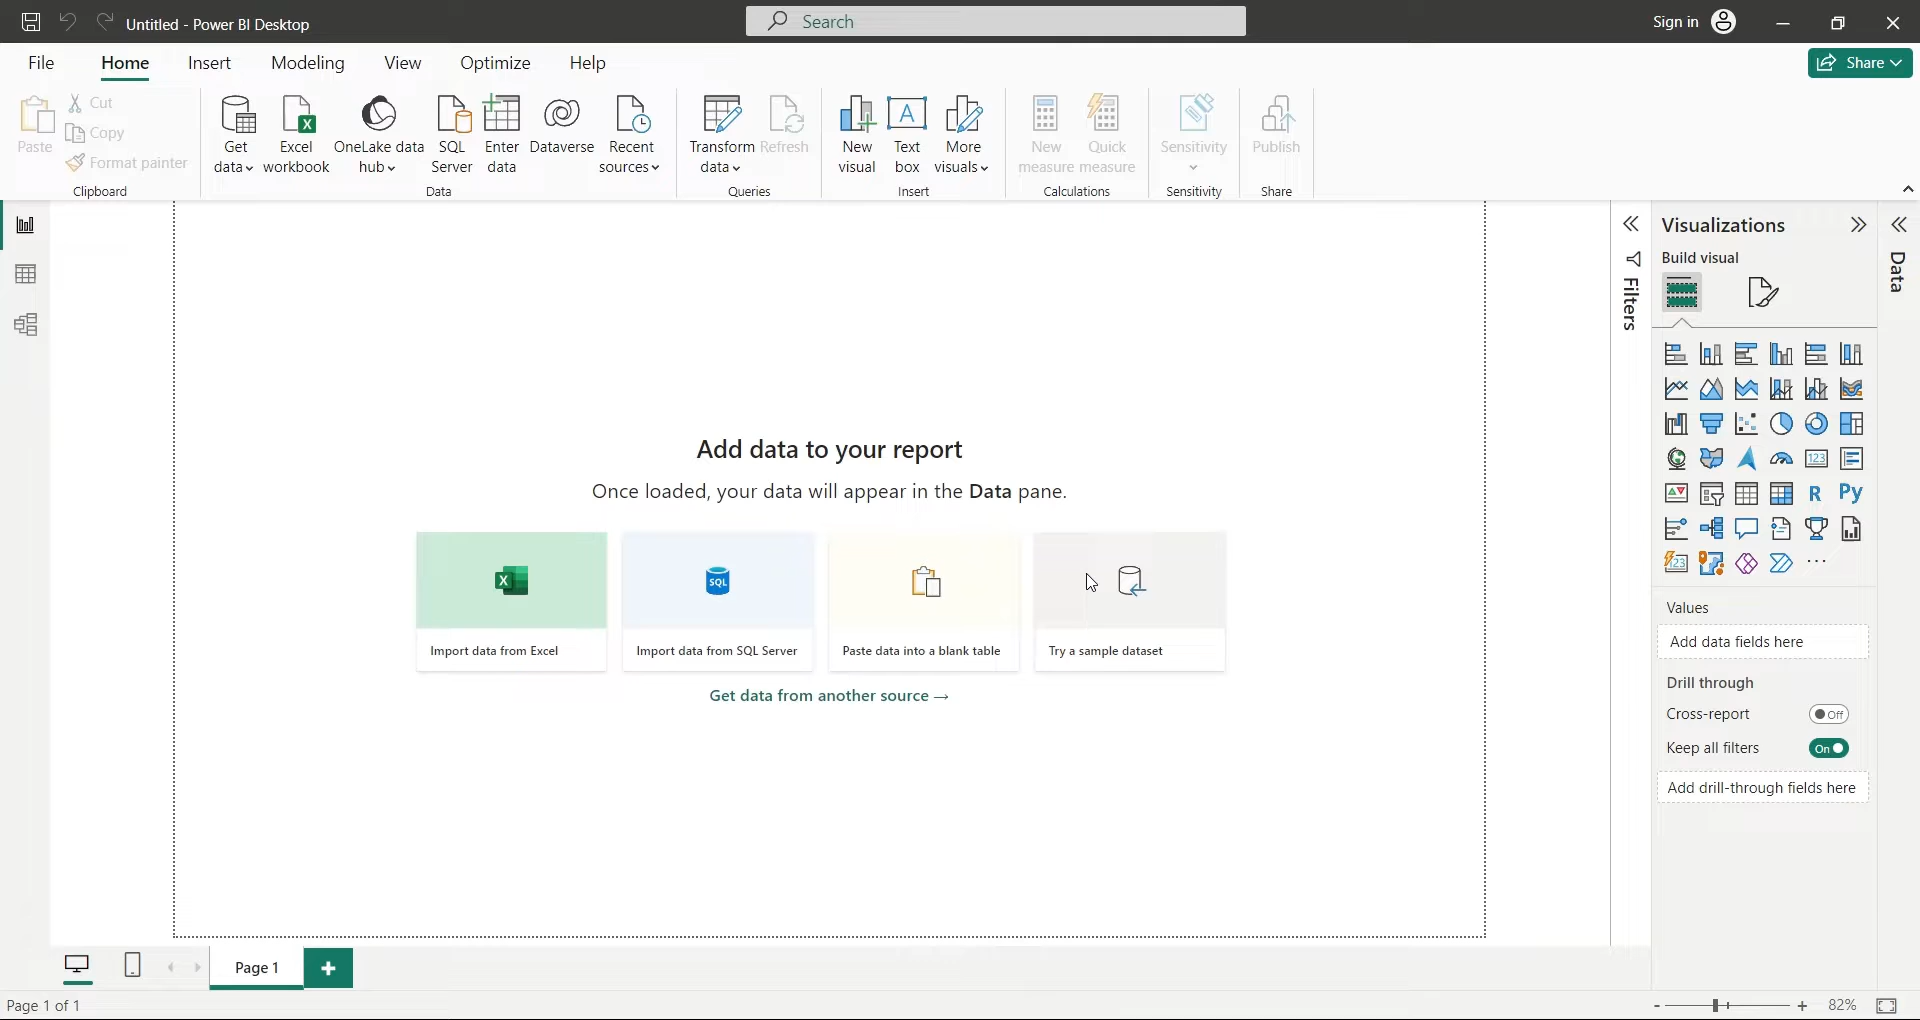 Untitled - Power BI Desktop
Search
Sign in
File Home Insert Modeling View Optimize Help
Share
Paste
Cut
Copy
Format painter
Clipboard
Get data
Excel workbook
OneLake data hub
SQL Server
Enter data
Dataverse
Recent sources
Data
Transform data
Refresh
Queries
New visual
Text box
More visuals
Insert
New measure
Quick measure
Calculations
Sensitivity
Sensitivity
Publish
Share
Add data to your report
Once loaded, your data will appear in the Data pane.
X
SQL
Import data from Excel
Import data from SQL Server
Paste data into a blank table
Try a sample dataset
Get data from another source →
Filters
Visualizations
Build visual
123
R
Py
123
Values
Add data fields here
Drill through
Cross-report
Off
Keep all filters
On
Add drill-through fields here
Data
Page 1
Page 1 of 1
- + 82%